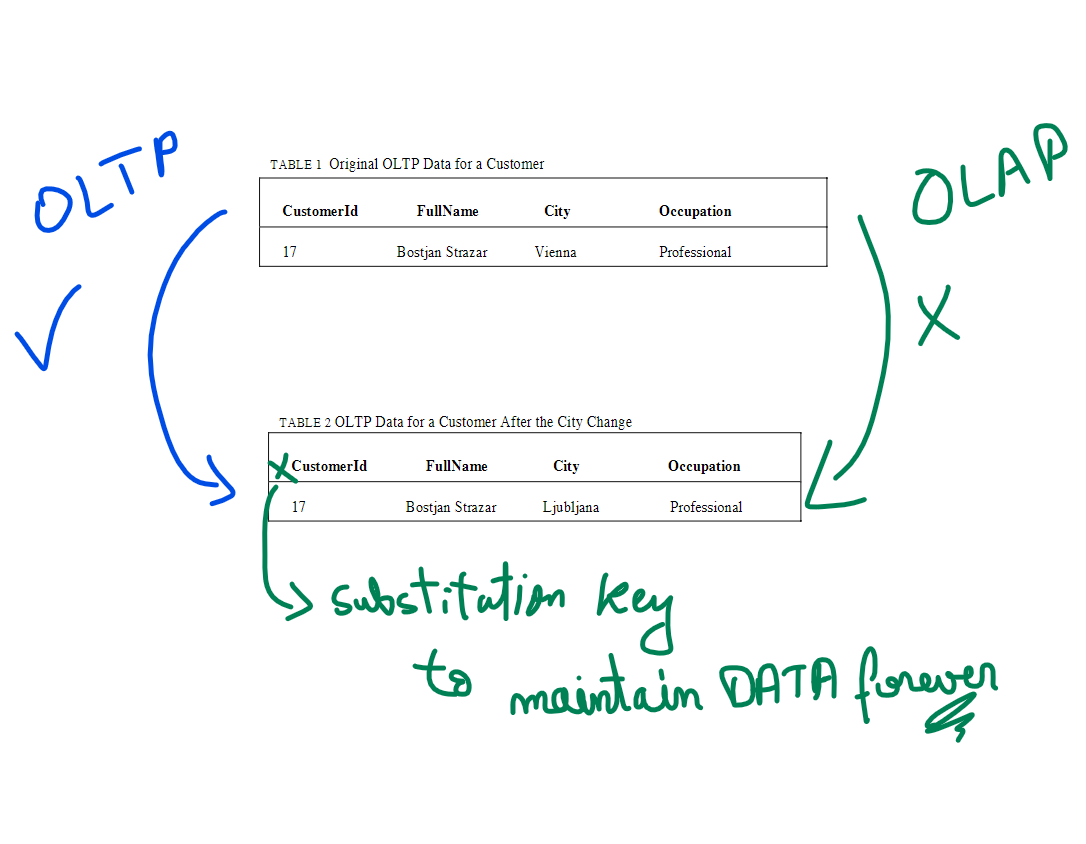 OLTP
OLAP
TABLE 1 Original OLTP Data for a Customer
CustomerId FullName City Occupation
17 Bostjan Strazar Vienna Professional
TABLE 2 OLTP Data for a Customer After the City Change
CustomerId FullName City Occupation
17 Bostjan Strazar Ljubljana Professional
substitution key
to maintain DATA forever